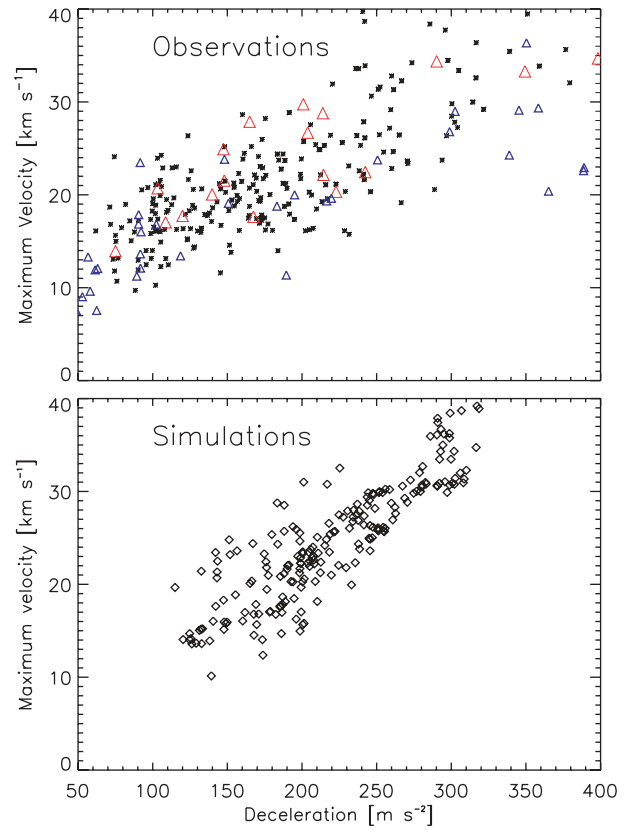 40
30
20
10
0
Maximum Velocity [km s⁻¹]
Observations
40
30
20
10
0
Maximum velocity [km s⁻¹]
Simulations
50 100 150 200 250 300 350 400
Deceleration [m s⁻²]